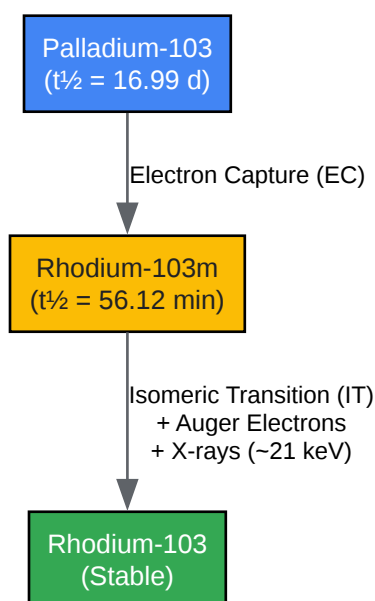 Palladium-103
(t½ = 16.99 d)
Electron Capture (EC)
Rhodium-103m
(t½ = 56.12 min)
Isomeric Transition (IT)
+ Auger Electrons
+ X-rays (~21 keV)
Rhodium-103
(Stable)